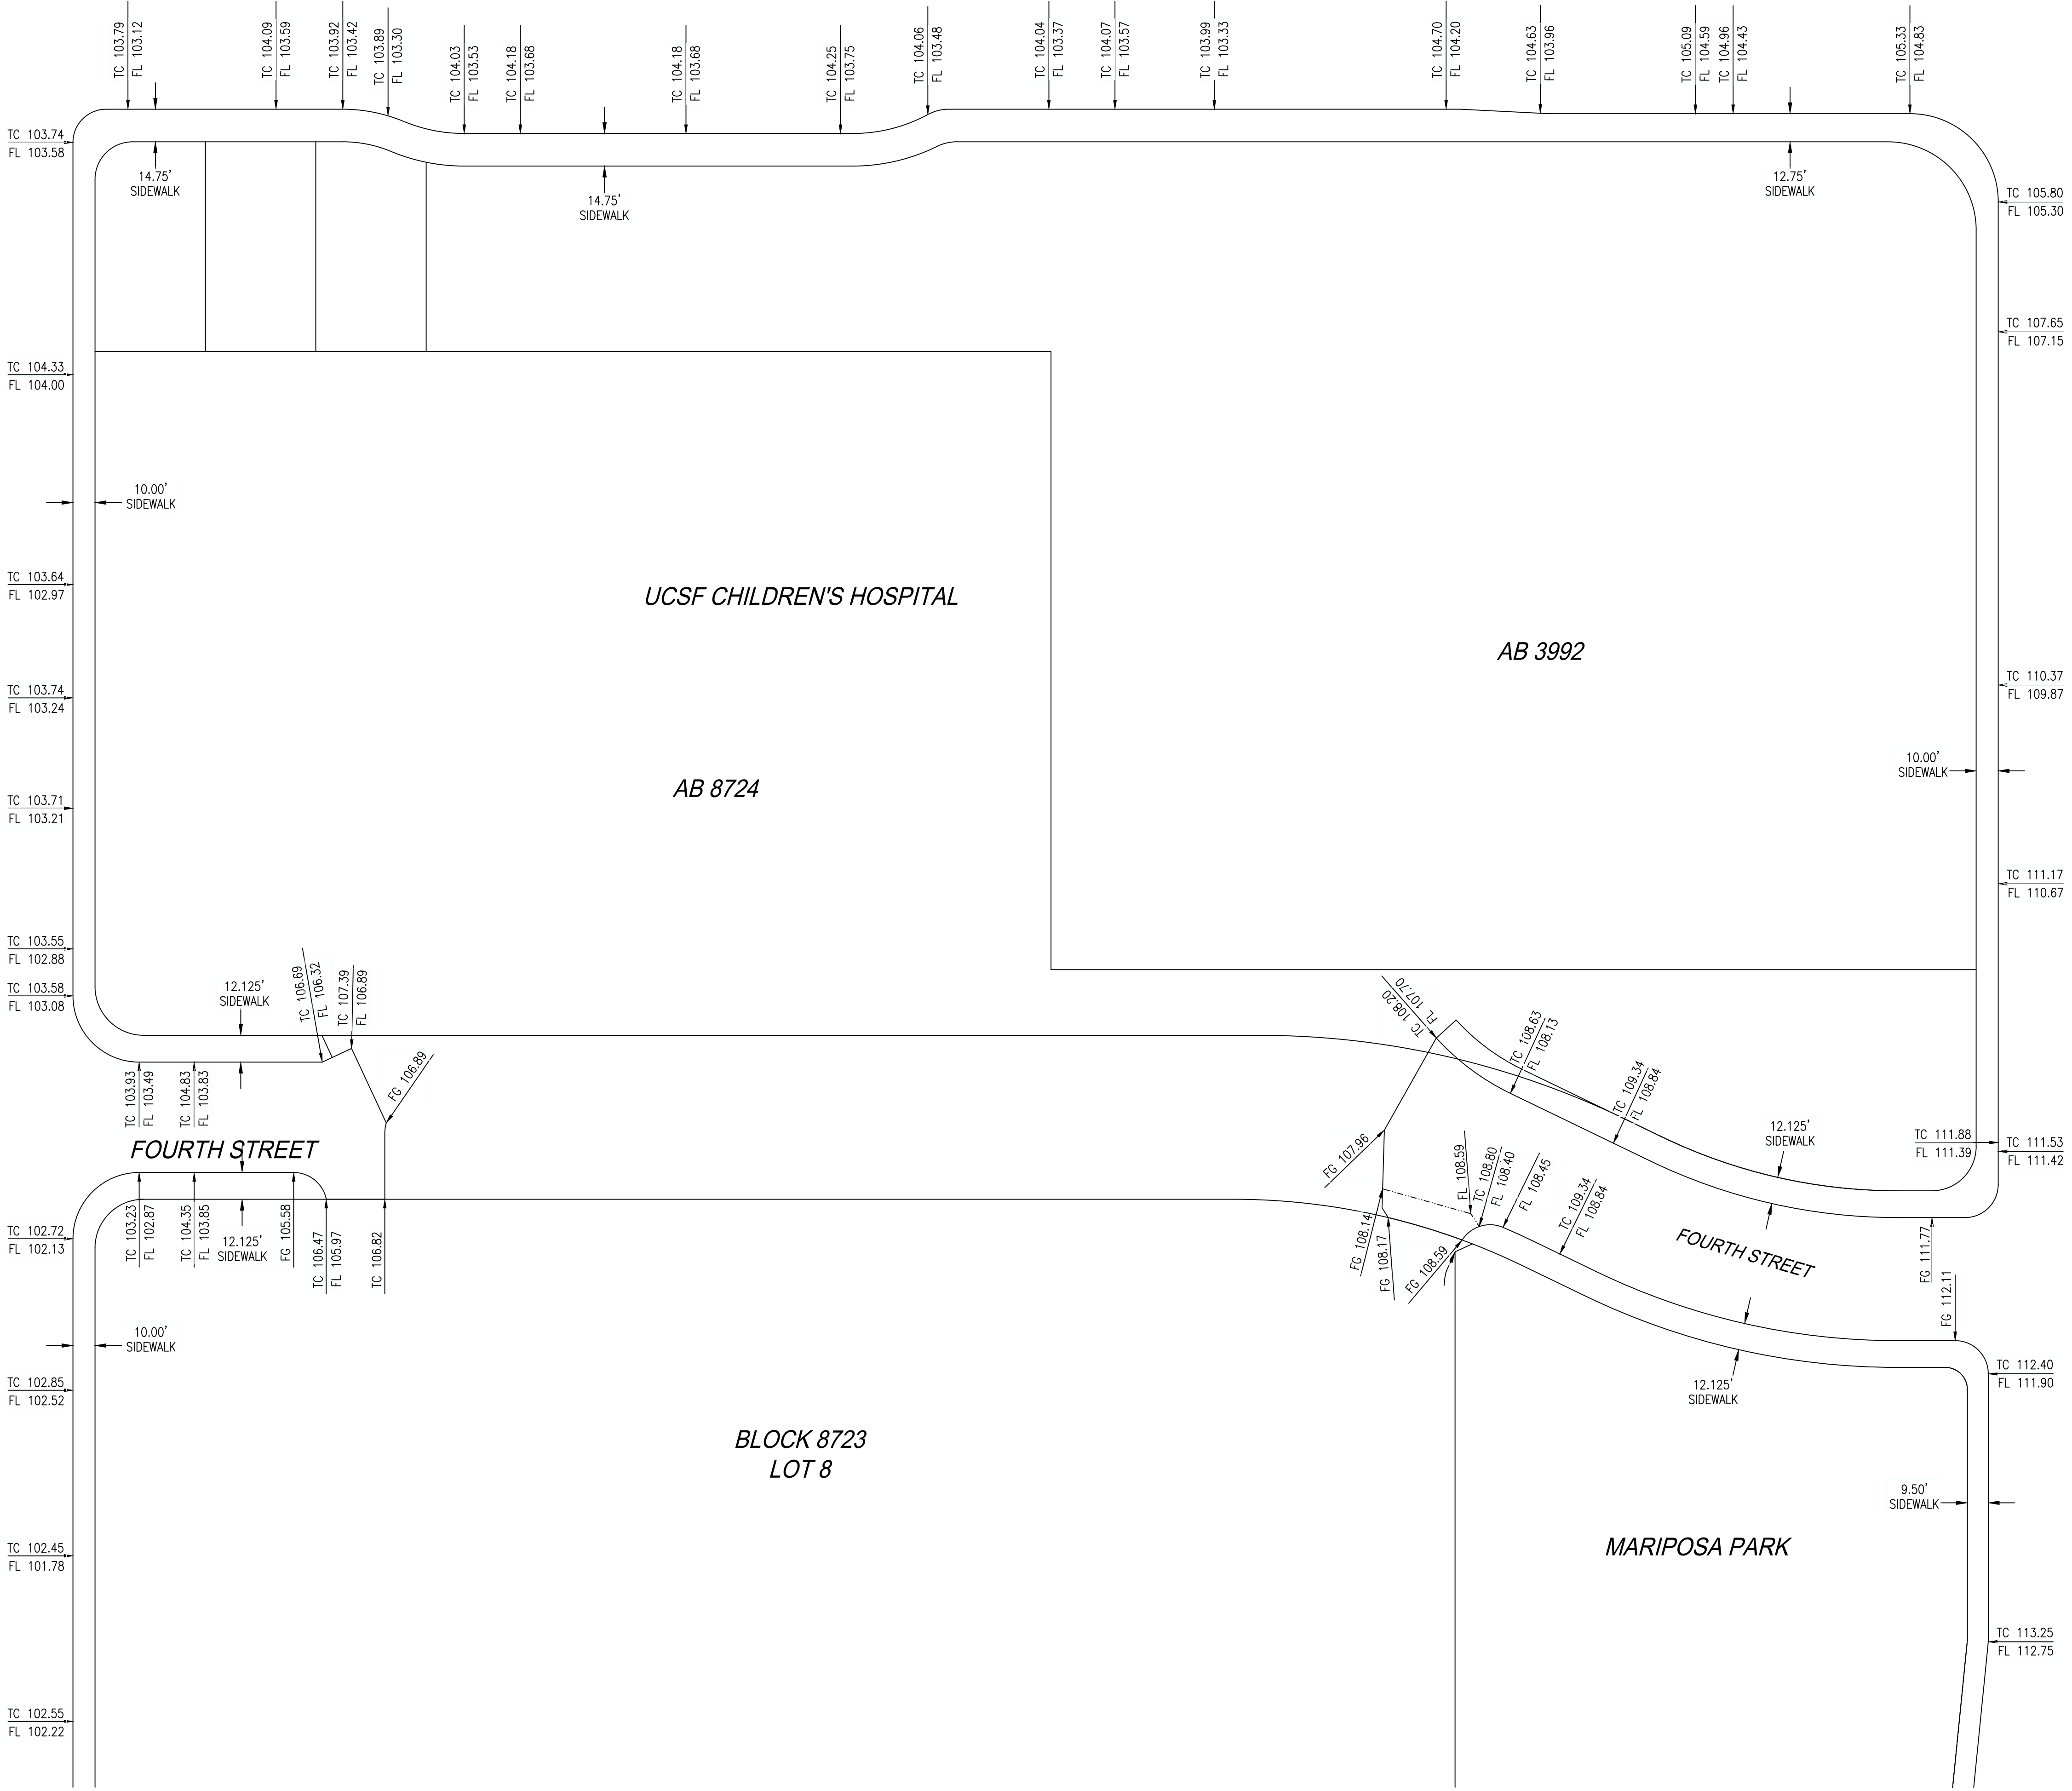 TC 103.79
FL 103.12
TC 104.09
FL 103.59
TC 103.92
FL 103.42
TC 103.89
FL 103.30
TC 104.03
FL 103.53
TC 104.18
FL 103.68
TC 104.18
FL 103.68
TC 104.25
FL 103.75
TC 104.06
FL 103.48
TC 104.04
FL 103.37
TC 104.07
FL 103.57
TC 103.99
FL 103.33
TC 104.70
FL 104.20
TC 104.63
FL 103.96
TC 105.09
FL 104.59
TC 104.96
FL 104.43
TC 105.33
FL 104.83
TC 103.74
FL 103.58
14.75'
SIDEWALK
14.75'
SIDEWALK
12.75'
SIDEWALK
TC 105.80
FL 105.30
TC 107.65
FL 107.15
TC 104.33
FL 104.00
10.00'
SIDEWALK
TC 103.64
FL 102.97
UCSF CHILDREN'S HOSPITAL
AB 3992
TC 103.74
FL 103.24
TC 110.37
FL 109.87
AB 8724
10.00'
SIDEWALK
TC 103.71
FL 103.21
TC 111.17
FL 110.67
TC 103.55
FL 102.88
TC 103.58
FL 103.08
12.125'
SIDEWALK
TC 106.69
FL 106.32
TC 107.39
FL 106.89
FG 106.89
TC 108.20
FL 107.70
TC 108.63
FL 108.13
TC 109.34
FL 108.84
TC 103.93
FL 103.49
TC 104.83
FL 103.83
FOURTH STREET
12.125'
SIDEWALK
TC 111.88
FL 111.39
TC 111.53
FL 111.42
FG 107.96
FL 108.59
TC 108.80
FL 108.40
FL 108.45
TC 109.34
FL 108.84
TC 102.72
FL 102.13
TC 103.23
FL 102.87
TC 104.35
FL 103.85
12.125'
SIDEWALK
FG 105.58
TC 106.47
FL 105.97
TC 106.82
FG 108.14
FG 108.17
FG 108.59
FOURTH STREET
FG 111.77
FG 112.11
10.00'
SIDEWALK
TC 102.85
FL 102.52
12.125'
SIDEWALK
TC 112.40
FL 111.90
BLOCK 8723
LOT 8
9.50'
SIDEWALK
MARIPOSA PARK
TC 102.45
FL 101.78
TC 113.25
FL 112.75
TC 102.55
FL 102.22